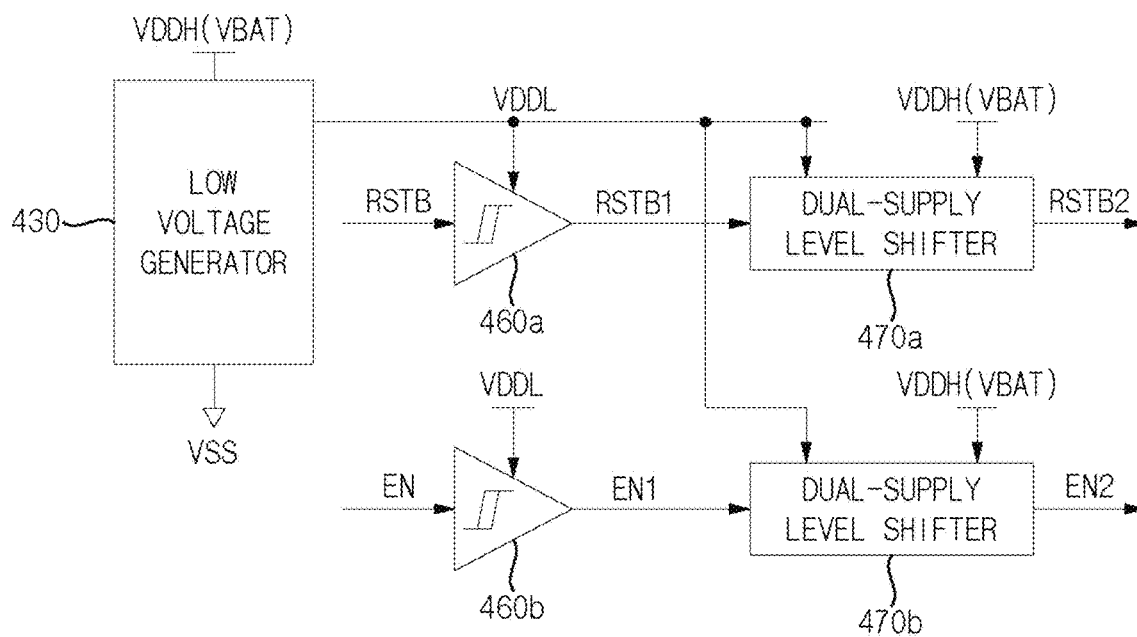 VDDH(VBAT)
VDDL
VDDH(VBAT)
430
LOW
VOLTAGE
GENERATOR
RSTB
RSTB1
DUAL-SUPPLY
LEVEL SHIFTER
RSTB2
460a
470a
VSS
VDDL
VDDH(VBAT)
EN
EN1
DUAL-SUPPLY
LEVEL SHIFTER
EN2
460b
470b